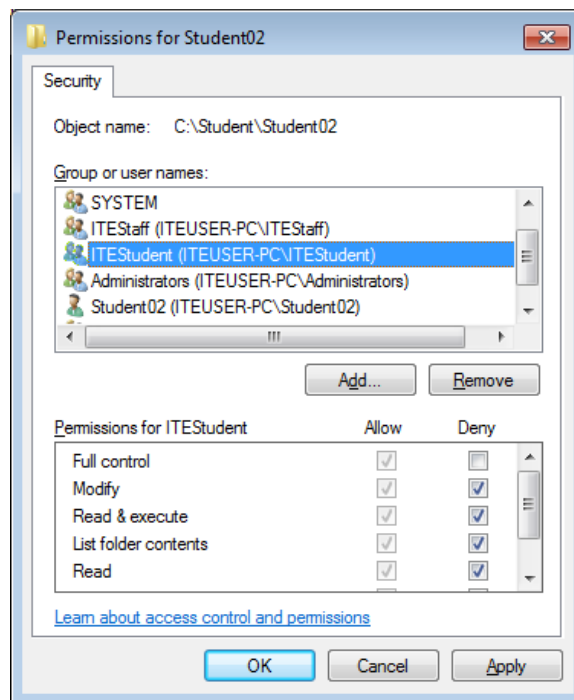 Permissions for Student02
Security
Object name: C:\Student\Student02
Group or user names:
SYSTEM
ITEStaff (ITEUSER-PC\ITEStaff)
ITEStudent (ITEUSER-PC\ITEStudent)
Administrators (ITEUSER-PC\Administrators)
Student02 (ITEUSER-PC\Student02)
Add... Remove
Permissions for ITEStudent Allow Deny
Full control
Modify
Read & execute
List folder contents
Read
Learn about access control and permissions
OK Cancel Apply